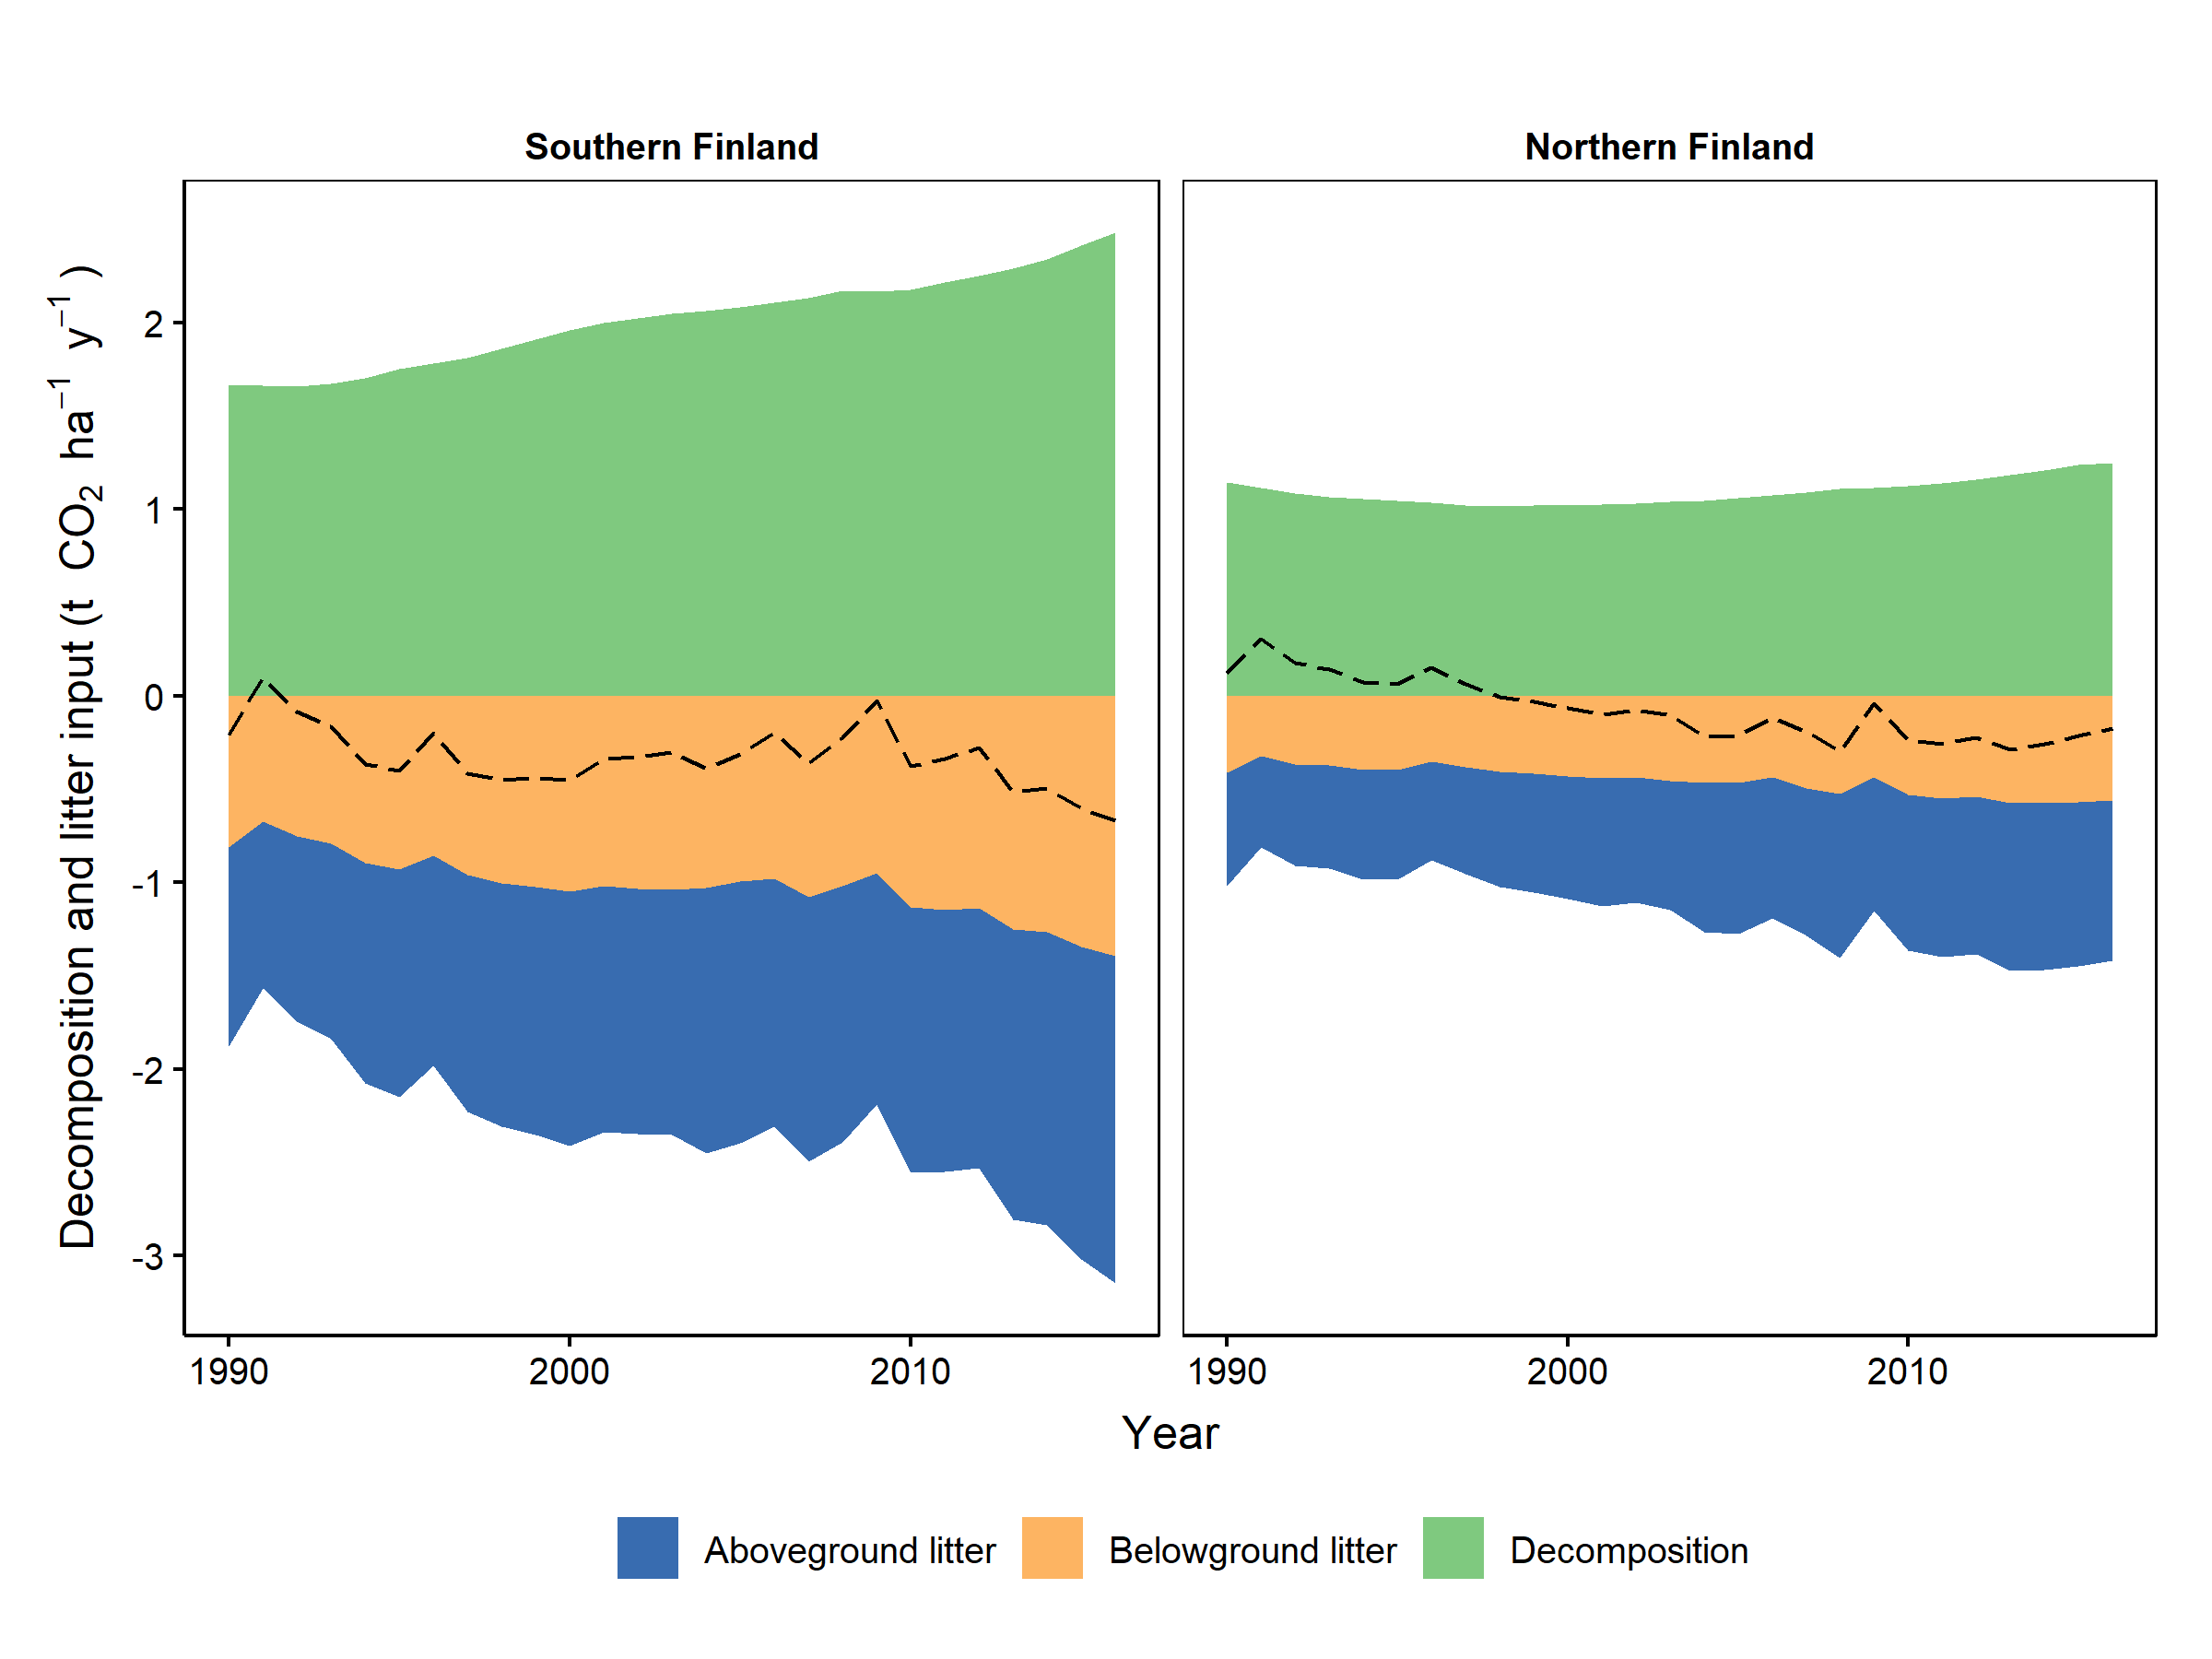 Southern Finland
Northern Finland
Decomposition and litter input (t CO₂ ha⁻¹ y⁻¹)
2
1
0
-1
-2
-3
1990 2000 2010
1990 2000 2010
Year
Aboveground litter
Belowground litter
Decomposition